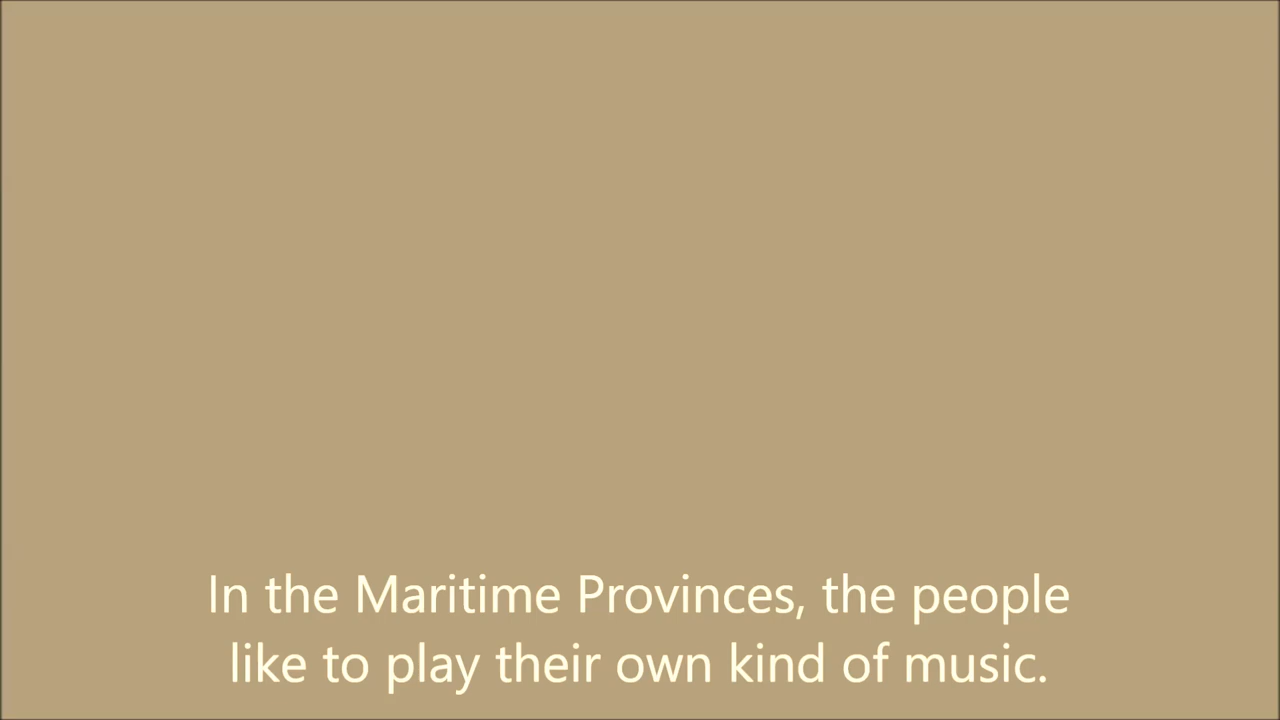 In the Maritime Provinces, the people
like to play their own kind of music.